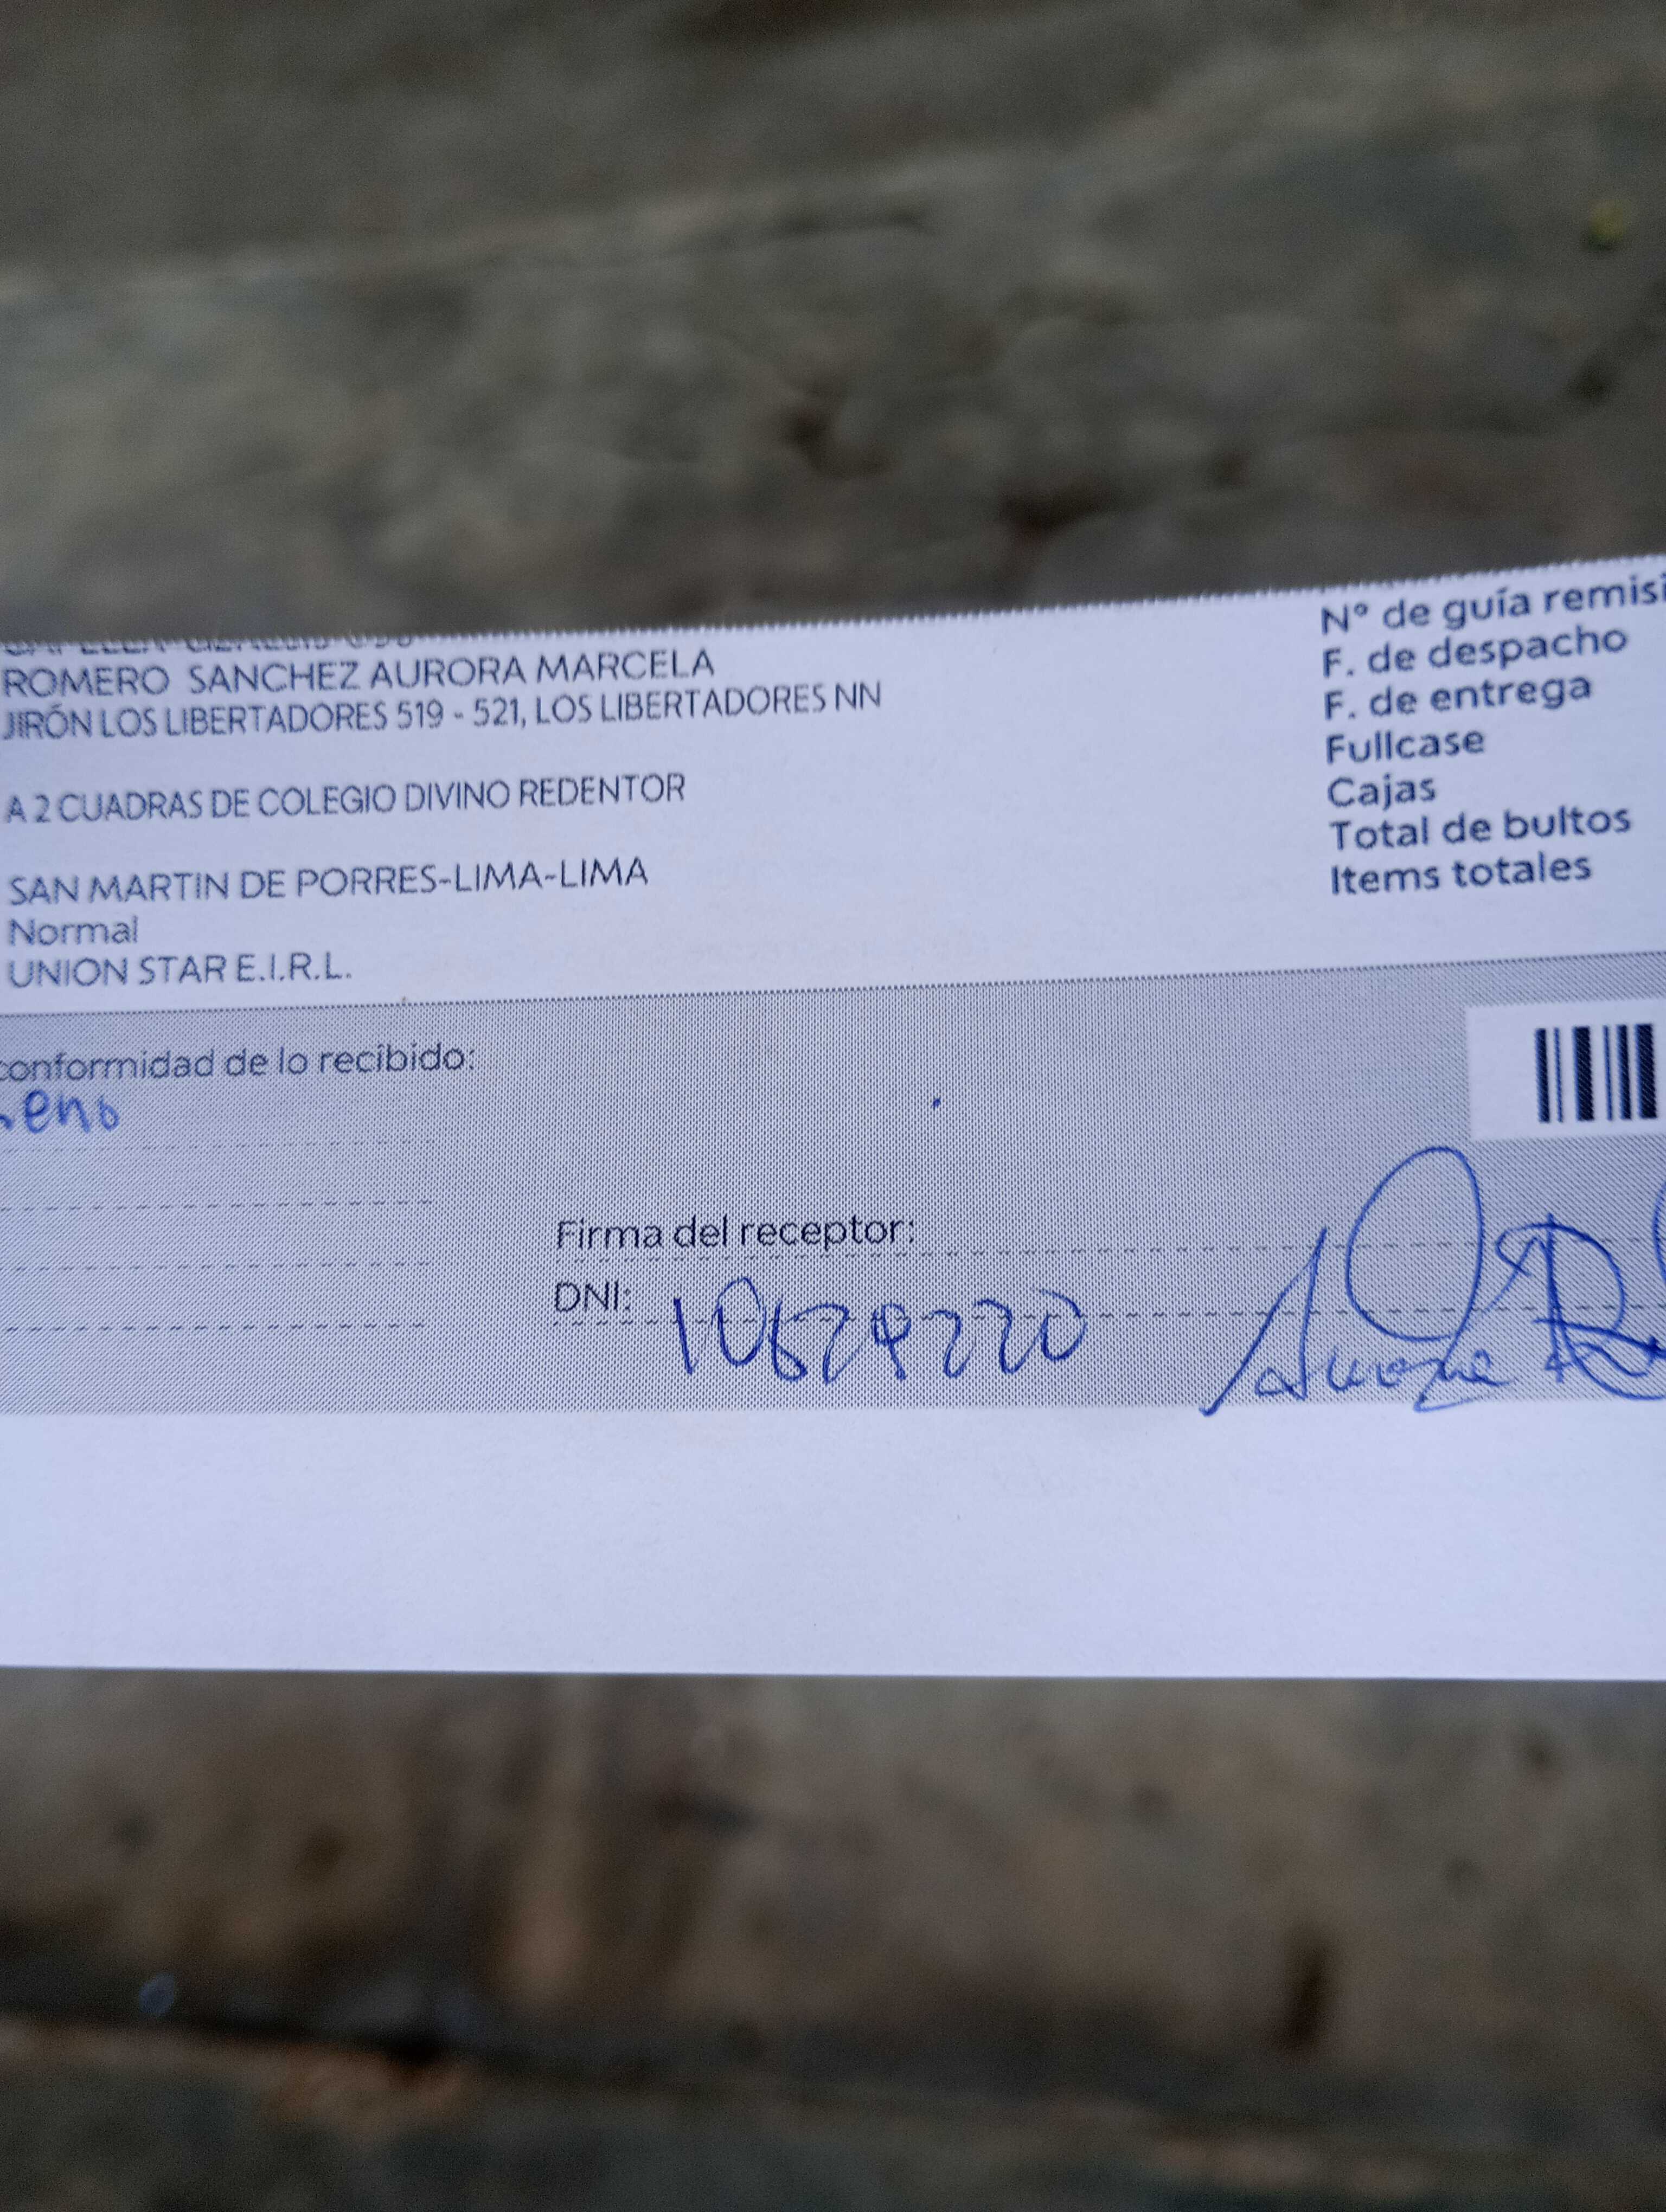 ROMERO SANCHEZ AURORA MARCELA
JIRÓN LOS LIBERTADORES 519 - 521, LOS LIBERTADORES NN
A 2 CUADRAS DE COLEGIO DIVINO REDENTOR
SAN MARTIN DE PORRES-LIMA-LIMA
Normal
UNION STAR E.I.R.L.
N° de guía remisi
F. de despacho
F. de entrega
Fullcase
Cajas
Total de bultos
Items totales
conformidad de lo recibido:
Firma del receptor:
DNI: 10629220